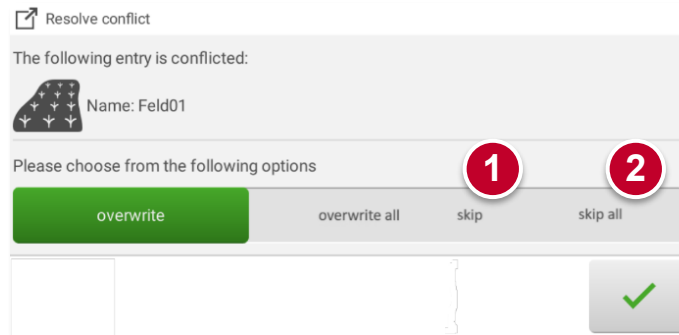 Resolve conflict
The following entry is conflicted:
Name: Feld01
Please choose from the following options
1 2
overwrite overwrite all skip skip all